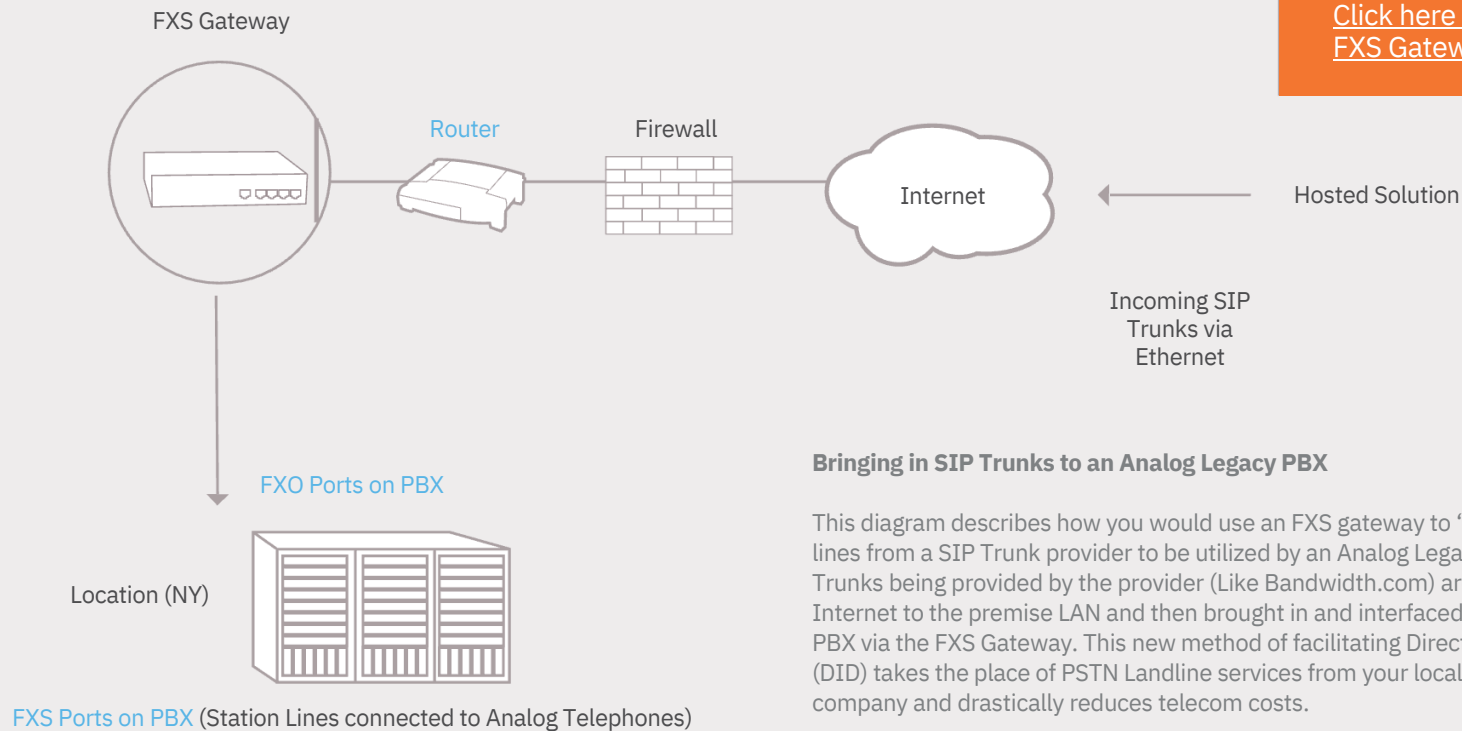 FXS Gateway
Click here
FXS Gatew
Router
Firewall
Internet
Hosted Solution
Incoming SIP
Trunks via
Ethernet
FXO Ports on PBX
Location (NY)
FXS Ports on PBX (Station Lines connected to Analog Telephones)
Bringing in SIP Trunks to an Analog Legacy PBX
This diagram describes how you would use an FXS gateway to ‘
lines from a SIP Trunk provider to be utilized by an Analog Lega
Trunks being provided by the provider (Like Bandwidth.com) ar
Internet to the premise LAN and then brought in and interfaced
PBX via the FXS Gateway. This new method of facilitating Direct
(DID) takes the place of PSTN Landline services from your local
company and drastically reduces telecom costs.